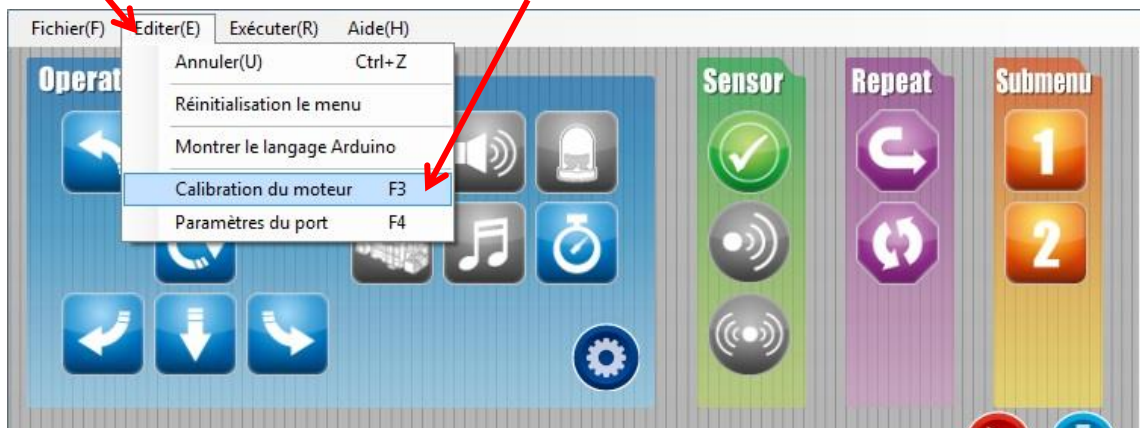 Fichier(F) Editer(E) Exécuter(R) Aide(H)
Annuler(U) Ctrl+Z
Réinitialisation le menu
Montrer le langage Arduino
Calibration du moteur F3
Paramètres du port F4
Operat
Sensor
Repeat
Submenu
1
2